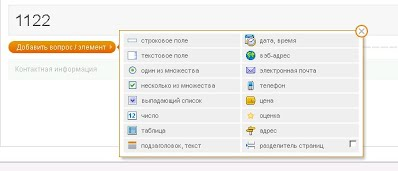 1122
Добавить вопрос / элемент
Контактная информация
строковое поле
дата, время
текстовое поле
вэб-адрес
один из множества
электронная почта
несколько из множества
телефон
выпадающий список
цена
12 число
оценка
таблица
адрес
подзаголовок, текст
разделитель страниц